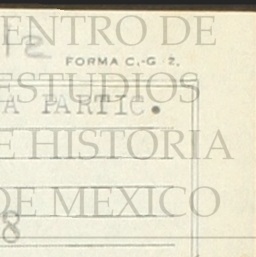 ENTRO DE
FORMA C.-G 2.
ESTUDIOS
A PARTIC.
E HISTORIA
DE MEXICO
8